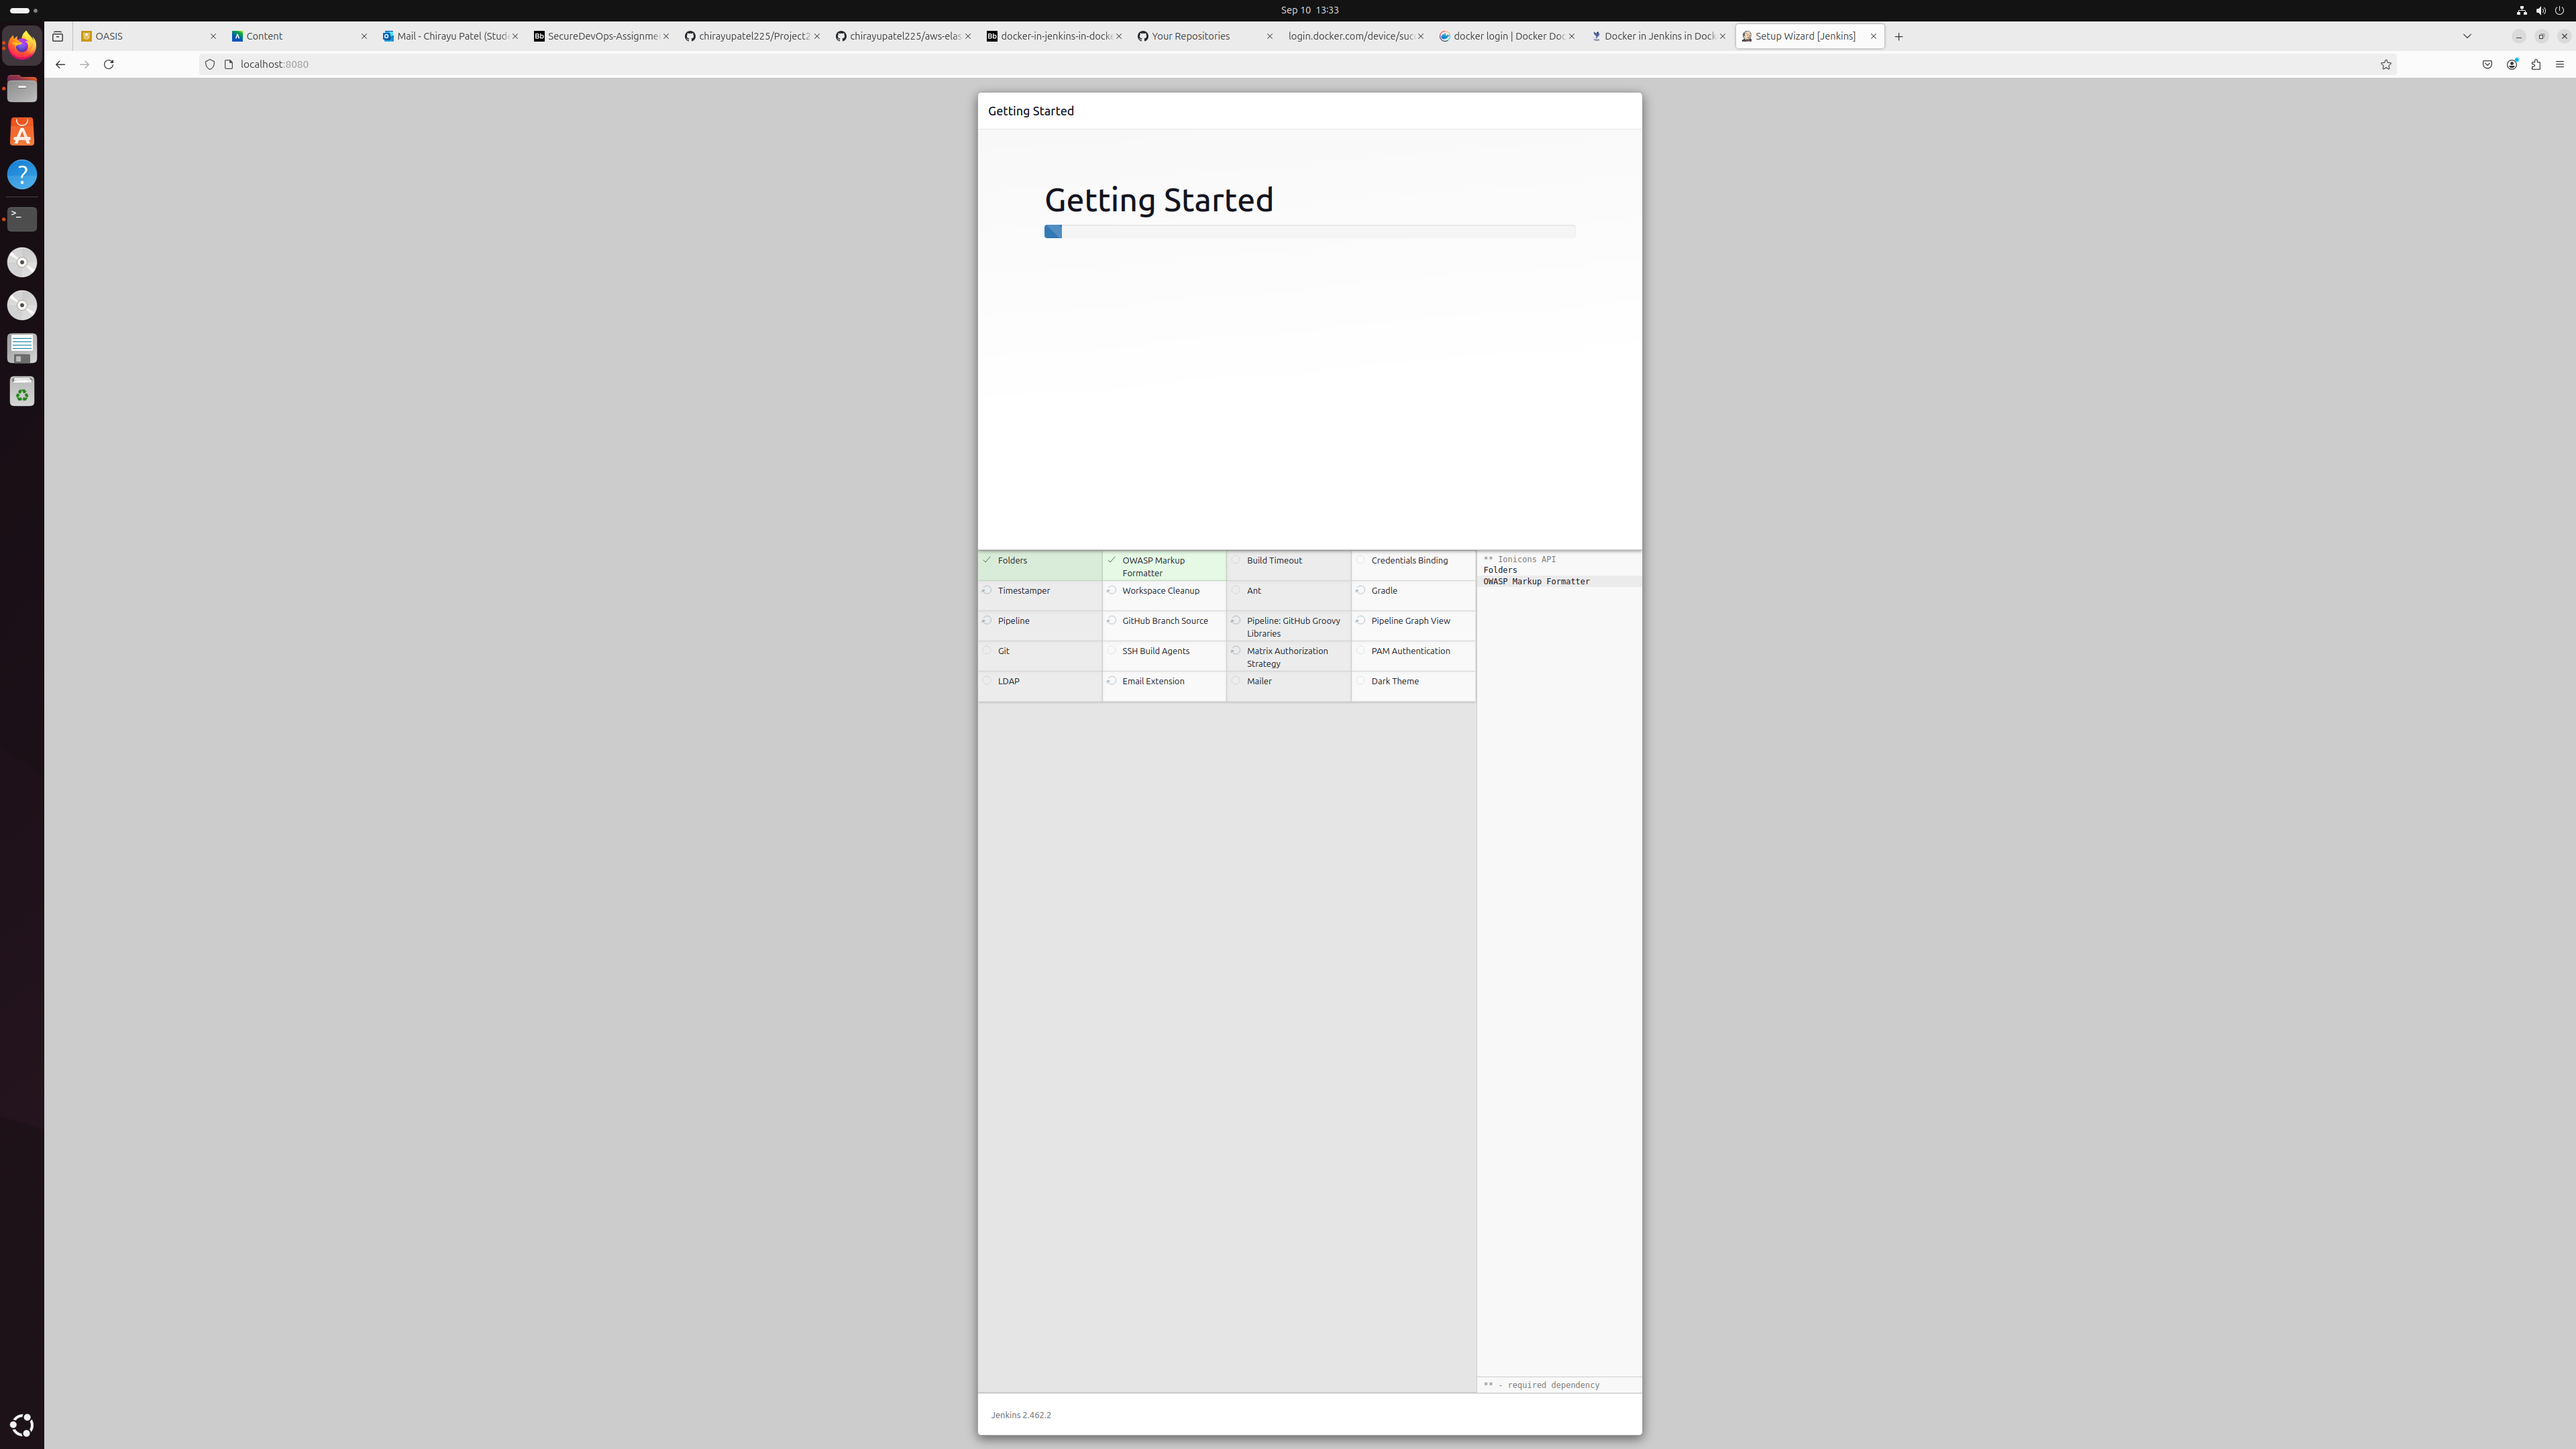 Sep 10 13:33
OASIS
Content
Mail - Chirayu Patel (Stud
SecureDevOps-Assignme
chirayupatel225/Project2
chirayupatel225/aws-elas
docker-in-jenkins-in-docke
Your Repositories
login.docker.com/device/suc
docker login | Docker Doc
Docker in Jenkins in Dock
Setup Wizard [Jenkins]
localhost:8080
Getting Started
Getting Started
Folders
OWASP Markup
Formatter
Build Timeout
Credentials Binding
Timestamper
Workspace Cleanup
Ant
Gradle
Pipeline
GitHub Branch Source
Pipeline: GitHub Groovy
Libraries
Pipeline Graph View
Git
SSH Build Agents
Matrix Authorization
Strategy
PAM Authentication
LDAP
Email Extension
Mailer
Dark Theme
** Ionicons API
Folders
OWASP Markup Formatter
** - required dependency
Jenkins 2.462.2